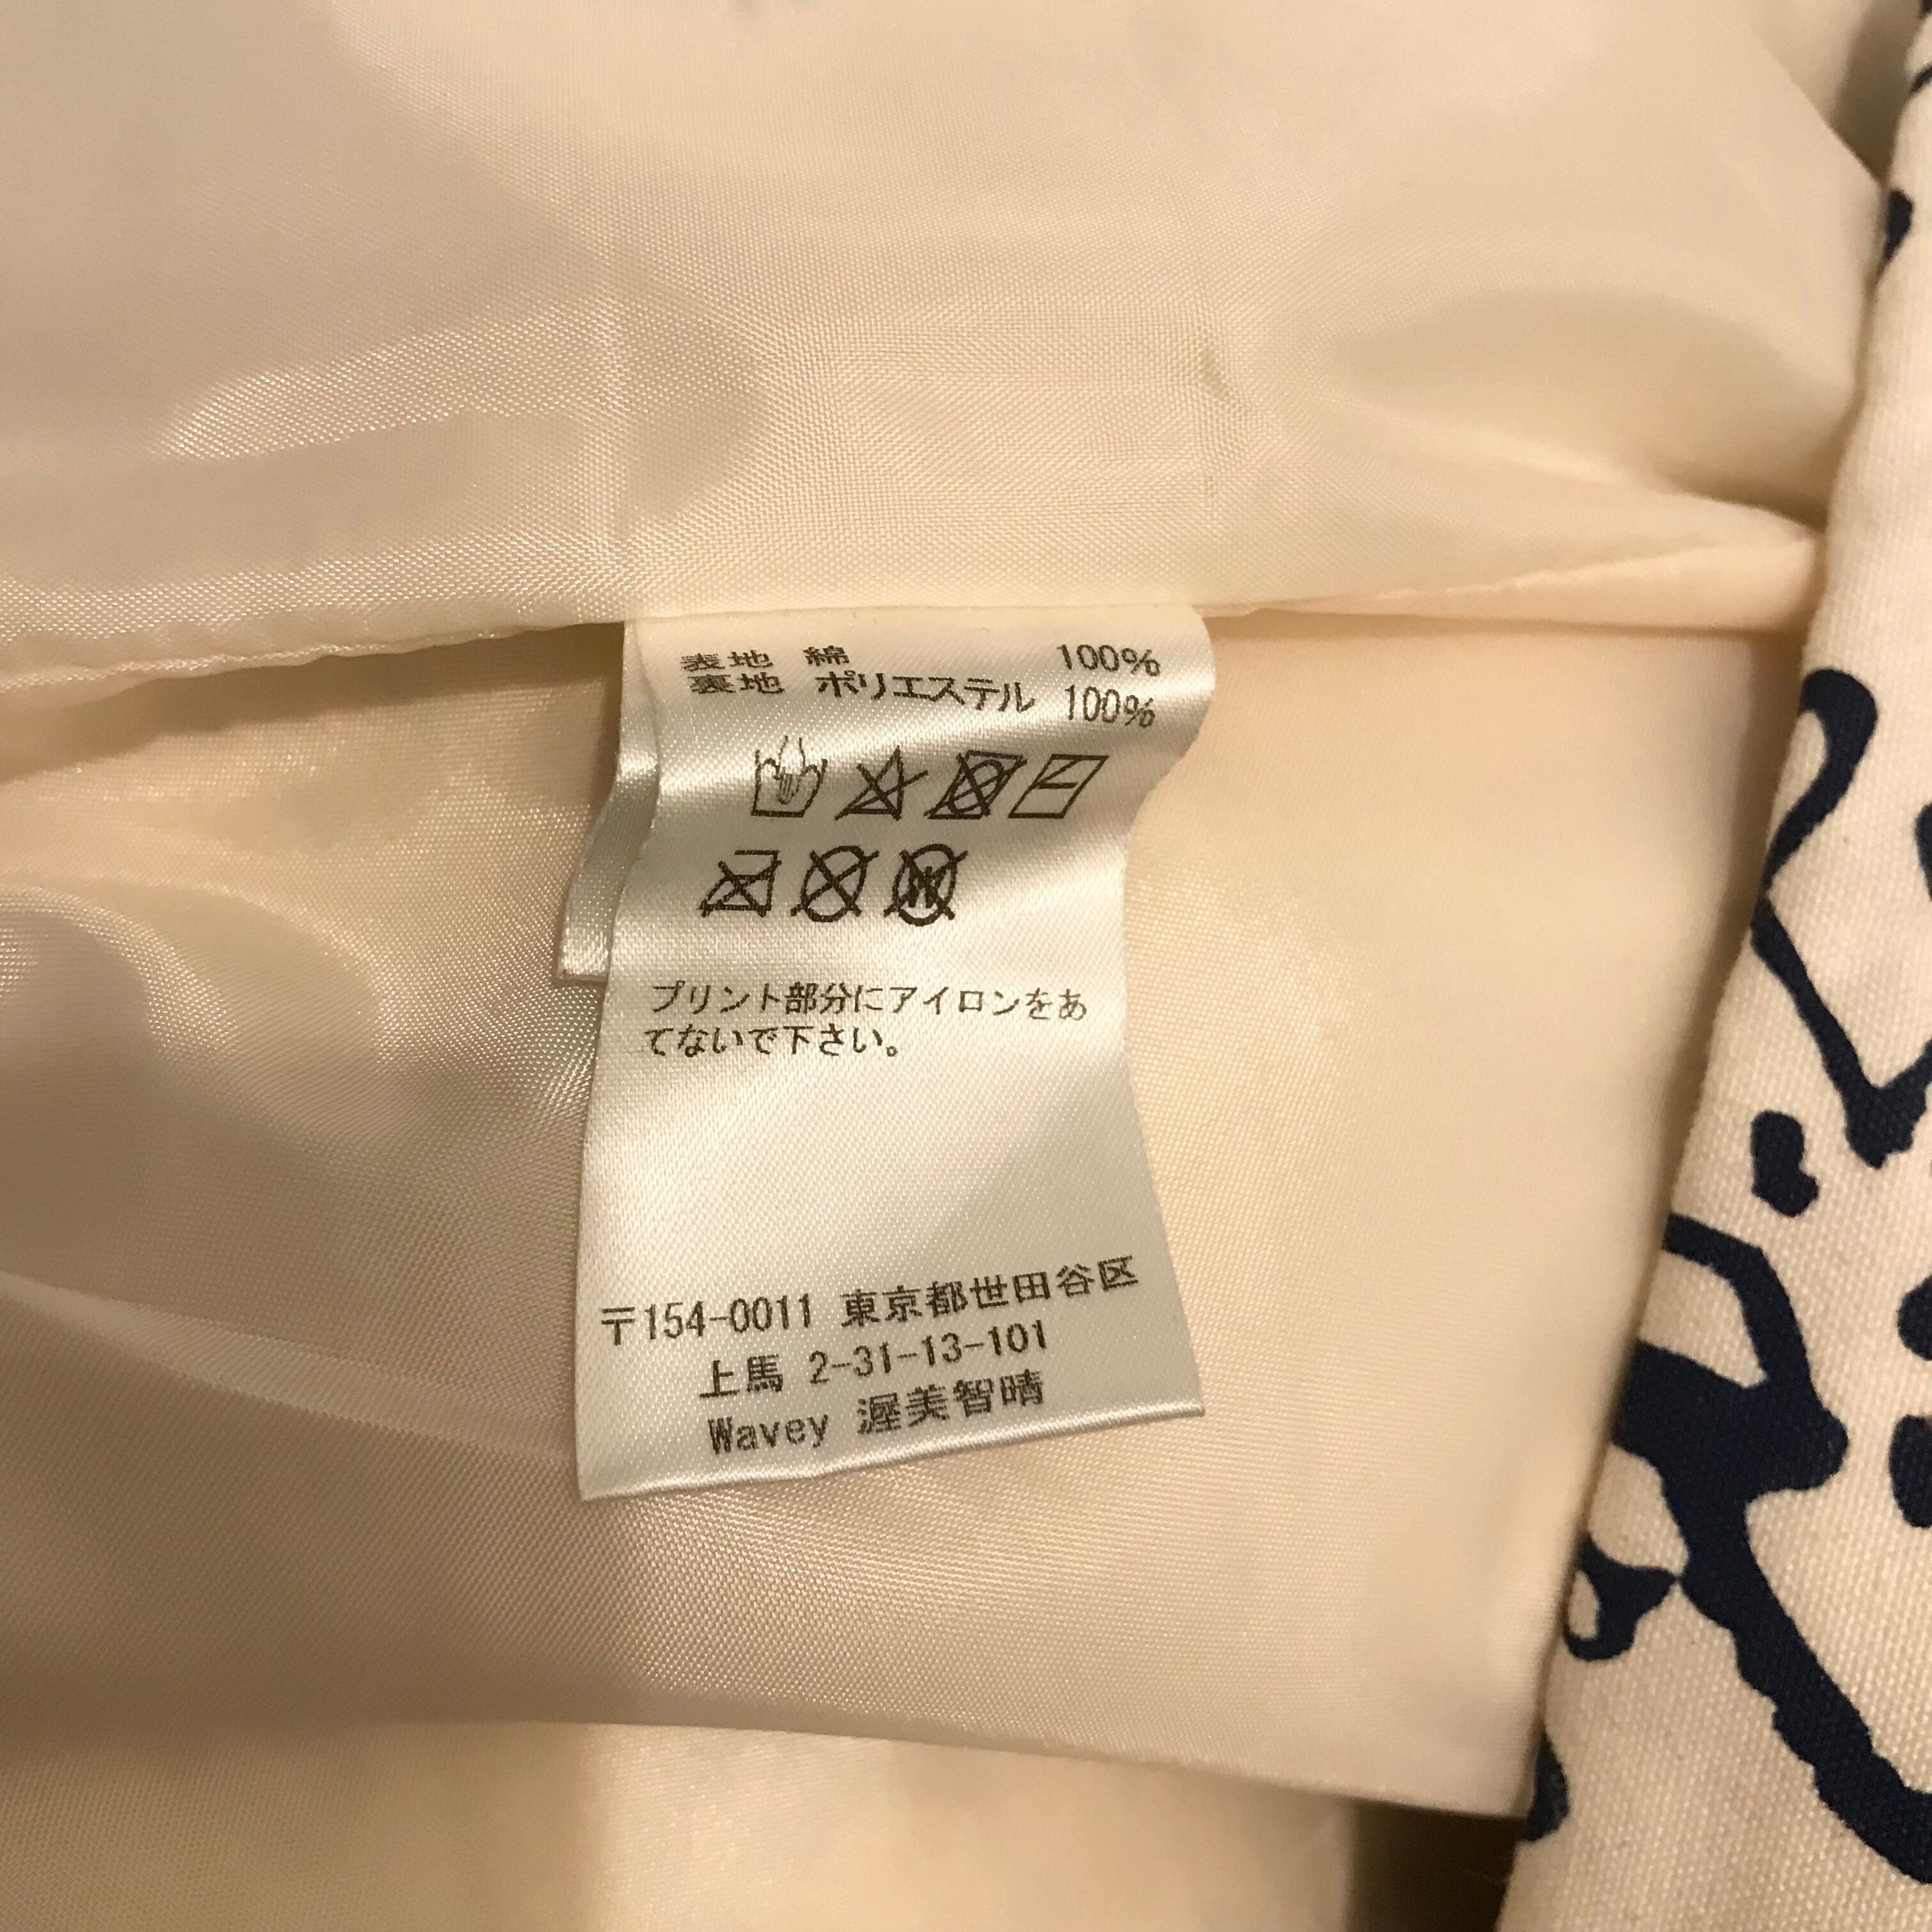 表地 綿 100%
裏地 ポリエステル 100%
プリント部分にアイロンをあ
てないで下さい。
〒154-0011 東京都世田谷区
上馬 2-31-13-101
Wavey 渥美智晴